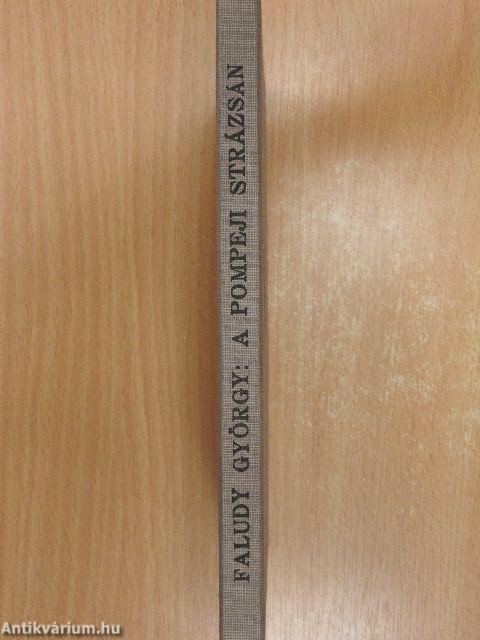 FALUDY GYÖRGY: A POMPEJI STRÁZSÁN
Antikvárium.hu